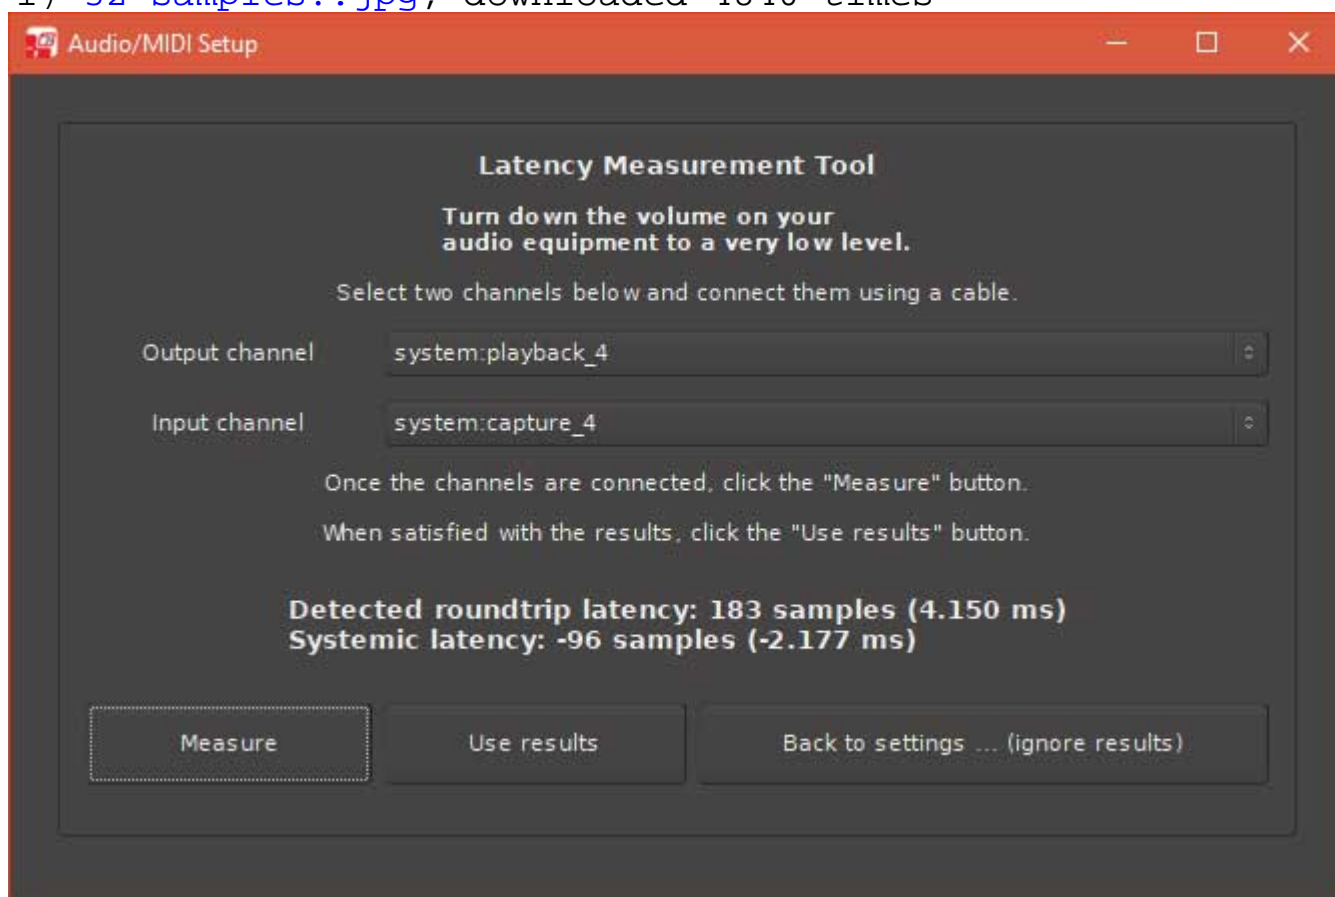 Audio/MIDI Setup
Latency Measurement Tool
Turn down the volume on your
audio equipment to a very low level.
Select two channels below and connect them using a cable.
Output channel system:playback_4
Input channel system:capture_4
Once the channels are connected, click the "Measure" button.
When satisfied with the results, click the "Use results" button.
Detected roundtrip latency: 183 samples (4.150 ms)
Systemic latency: -96 samples (-2.177 ms)
Measure Use results Back to settings ... (ignore results)